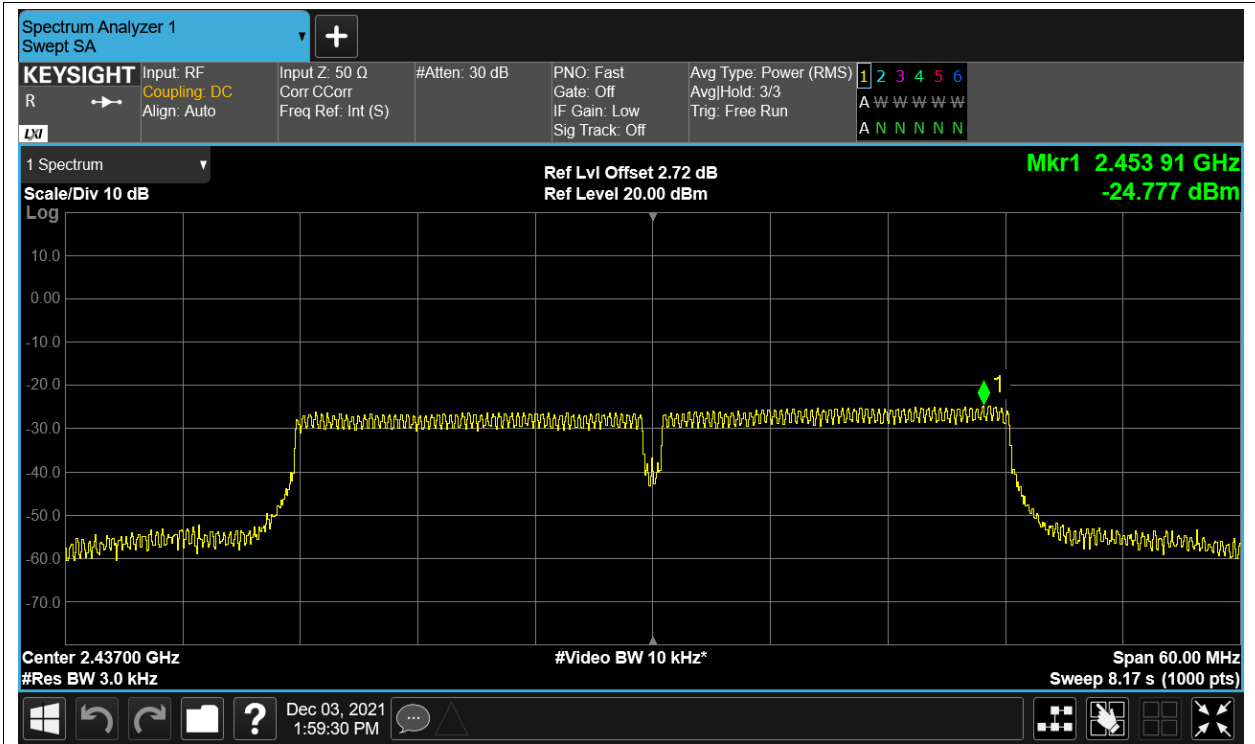 Spectrum Analyzer 1
Swept SA
+
KEYSIGHT
R
LXI
Input: RF
Coupling: DC
Align: Auto
Input Z: 50 Ω
Corr CCorr
Freq Ref: Int (S)
#Atten: 30 dB
PNO: Fast
Gate: Off
IF Gain: Low
Sig Track: Off
Avg Type: Power (RMS)
Avg|Hold: 3/3
Trig: Free Run
1 2 3 4 5 6
A W W W W W
A N N N N N
1 Spectrum
Scale/Div 10 dB
Log
Ref Lvl Offset 2.72 dB
Ref Level 20.00 dBm
Mkr1 2.453 91 GHz
-24.777 dBm
10.0
0.00
-10.0
-20.0
-30.0
-40.0
-50.0
-60.0
-70.0
1
Center 2.43700 GHz
#Res BW 3.0 kHz
#Video BW 10 kHz*
Span 60.00 MHz
Sweep 8.17 s (1000 pts)
?
Dec 03, 2021
1:59:30 PM